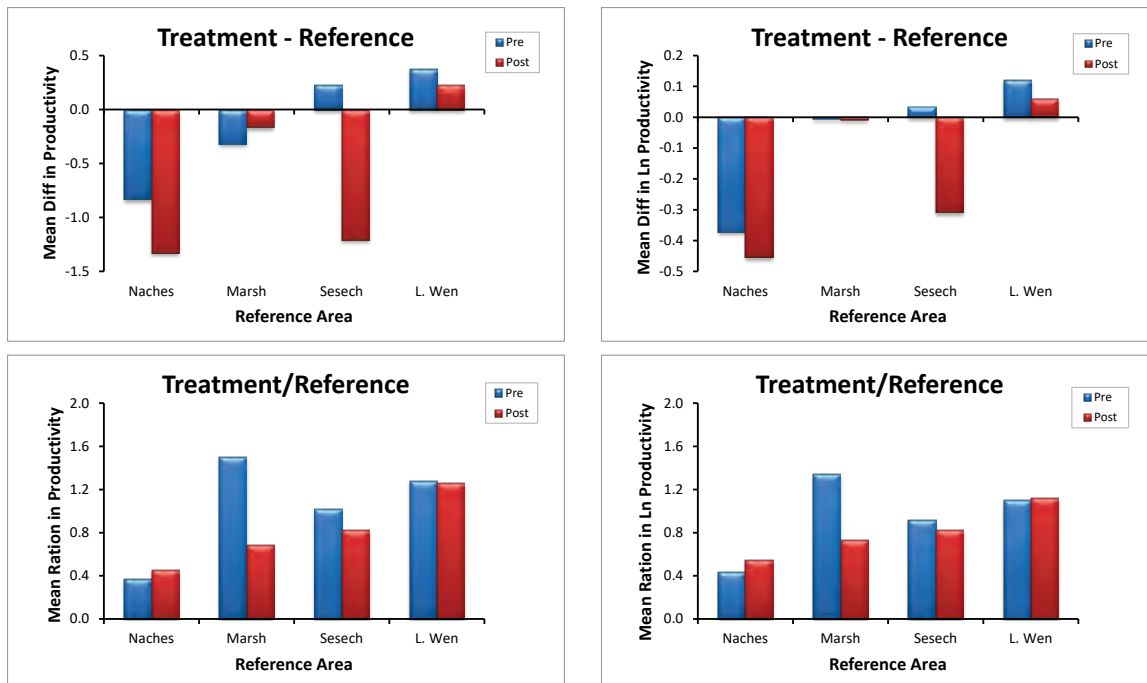 Treatment - Reference
Pre
Post
Mean Diff in Productivity
0.5
0.0
-0.5
-1.0
-1.5
Naches Marsh Sesech L. Wen
Reference Area
Treatment - Reference
Pre
Post
Mean Diff in Ln Productivity
0.2
0.1
0.0
-0.1
-0.2
-0.3
-0.4
-0.5
Naches Marsh Sesech L. Wen
Reference Area
Treatment/Reference
Pre
Post
Mean Ration in Productivity
2.0
1.6
1.2
0.8
0.4
0.0
Naches Marsh Sesech L. Wen
Reference Area
Treatment/Reference
Pre
Post
Mean Ration in Ln Productivity
2.0
1.6
1.2
0.8
0.4
0.0
Naches Marsh Sesech L. Wen
Reference Area